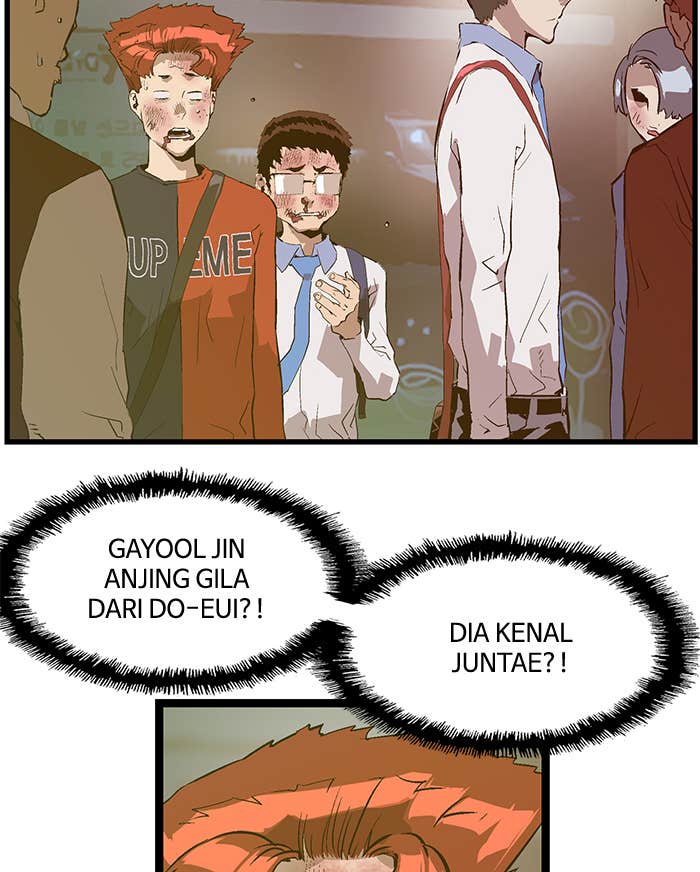 UP EME
GAYOOL JIN
ANJING GILA
DARI DO-EUI?!
DIA KENAL
JUNTAE?!